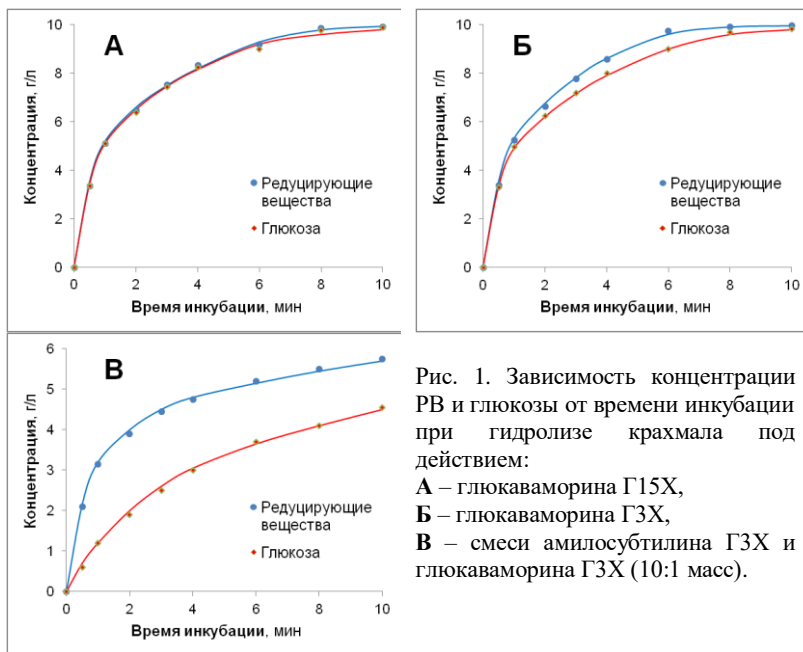 А
Концентрация, г/л
10
8
6
4
2
0
Редуцирующие
вещества
Глюкоза
0 2 4 6 8 10
Время инкубации, мин
Б
Концентрация, г/л
10
8
6
4
2
0
Редуцирующие
вещества
Глюкоза
0 2 4 6 8 10
Время инкубации, мин
В
Концентрация, г/л
6
5
4
3
2
1
0
Редуцирующие
вещества
Глюкоза
0 2 4 6 8 10
Время инкубации, мин
Рис. 1. Зависимость концентрации
РВ и глюкозы от времени инкубации
при гидролизе крахмала под
действием:
А – глюкаваморина Г15Х,
Б – глюкаваморина Г3Х,
В – смеси амилосубтилина Г3Х и
глюкаваморина Г3Х (10:1 масс).